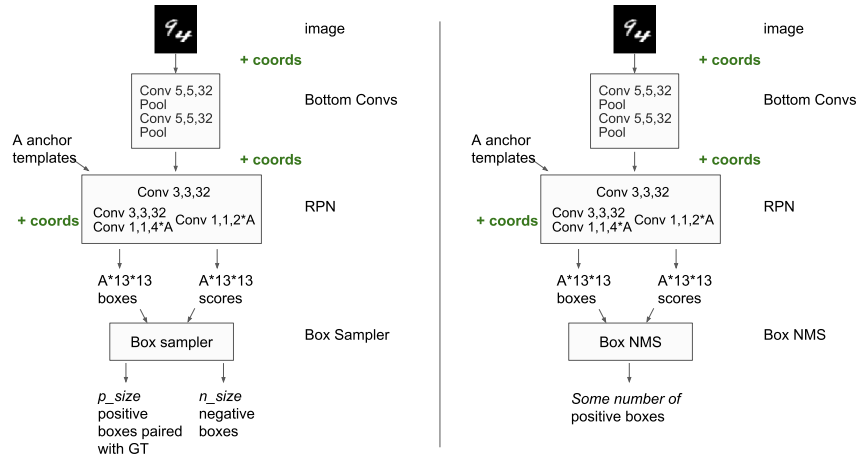 94
image
+ coords
Conv 5,5,32
Pool
Conv 5,5,32
Pool
Bottom Convs
A anchor
templates
+ coords
Conv 3,3,32
Conv 3,3,32
Conv 1,1,4*A
Conv 1,1,2*A
+ coords
RPN
A*13*13
boxes
A*13*13
scores
Box sampler
Box Sampler
p_size
positive
boxes paired
with GT
n_size
negative
boxes
94
image
+ coords
Conv 5,5,32
Pool
Conv 5,5,32
Pool
Bottom Convs
A anchor
templates
+ coords
Conv 3,3,32
Conv 3,3,32
Conv 1,1,4*A
Conv 1,1,2*A
+ coords
RPN
A*13*13
boxes
A*13*13
scores
Box NMS
Box NMS
Some number of
positive boxes